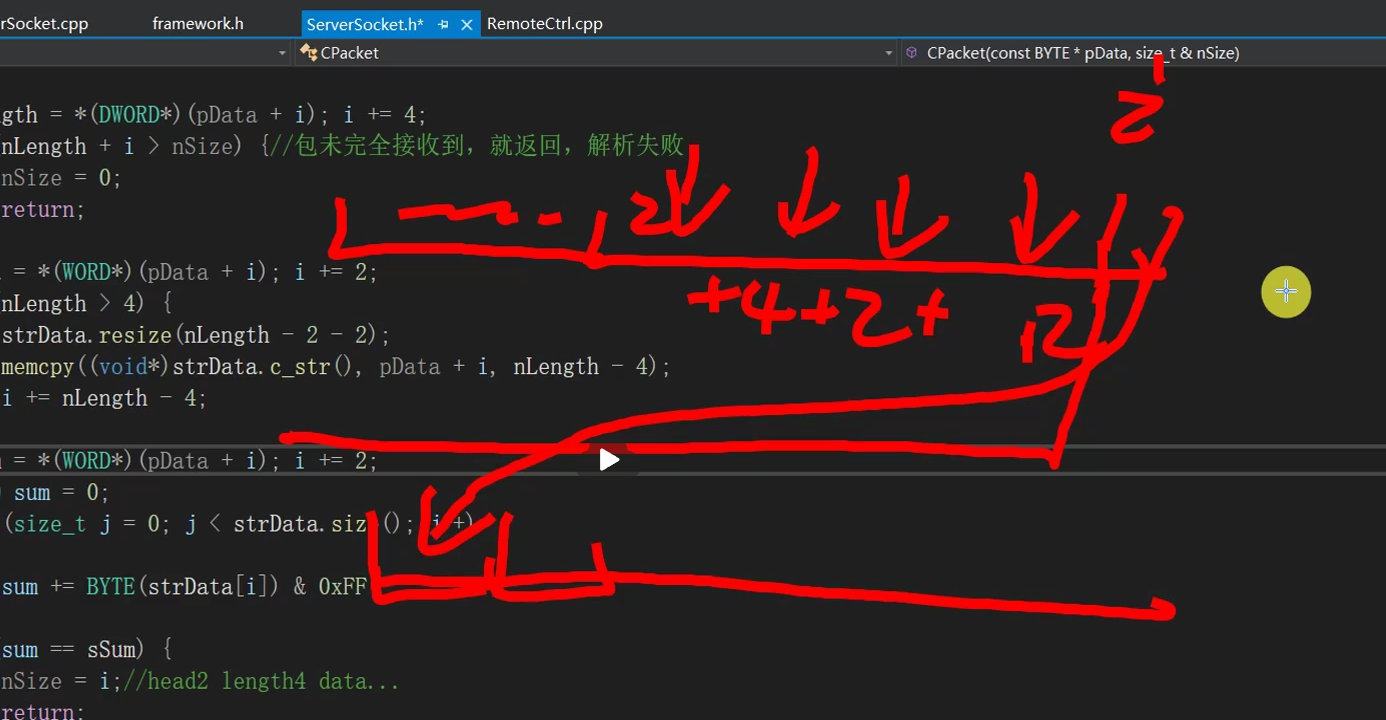 rSocket.cpp framework.h ServerSocket.h* RemoteCtrl.cpp
CPacket CPacket(const BYTE * pData, size_t & nSize)
gth = *(DWORD*)(pData + i); i += 4;
nLength + i > nSize) {//包未完全接收到，就返回，解析失败
nSize = 0;
return;
= *(WORD*)(pData + i); i += 2;
nLength > 4) {
strData.resize(nLength - 2 - 2);
memcpy((void*)strData.c_str(), pData + i, nLength - 4);
i += nLength - 4;
= *(WORD*)(pData + i); i += 2;
sum = 0;
(size_t j = 0; j < strData.size(); j++)
sum += BYTE(strData[i]) & 0xFF
sum == sSum) {
nSize = i;//head2 length4 data...
return;
2
2
+4+2+
2